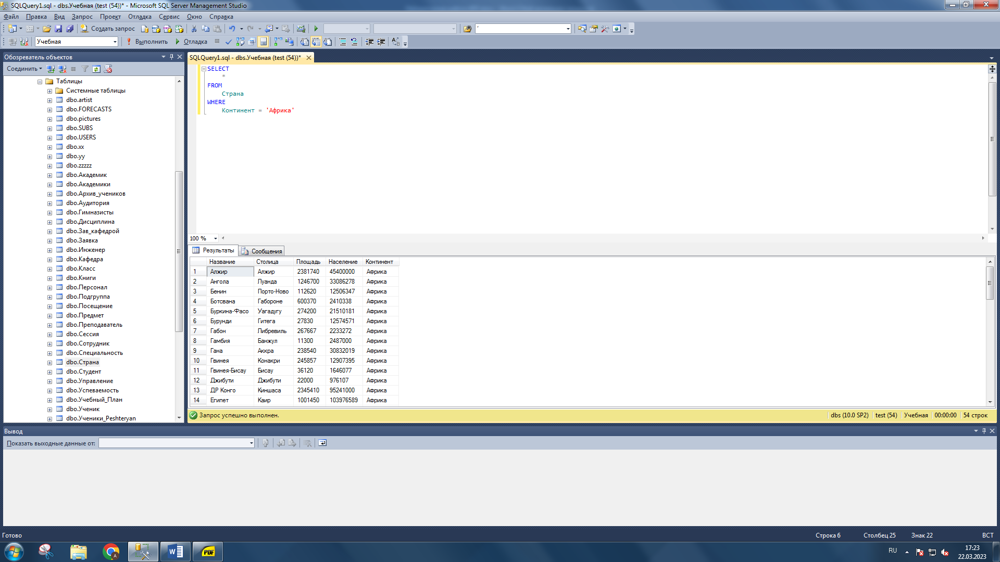 SQLQuery1.sql - dbs.Учебная (test (54))* - Microsoft SQL Server Management Studio
Файл Правка Вид Запрос Проект Отладка Сервис Окно Справка
Создать запрос
Учебная Выполнить Отладка
Обозреватель объектов
Соединить
Таблицы
Системные таблицы
dbo.artist
dbo.FORECASTS
dbo.pictures
dbo.SUBS
dbo.USERS
dbo.xx
dbo.yy
dbo.zzzzz
dbo.Академик
dbo.Академики
dbo.Архив_учеников
dbo.Аудитория
dbo.Гимназисты
dbo.Дисциплина
dbo.Зав_кафедрой
dbo.Заявка
dbo.Инженер
dbo.Кафедра
dbo.Класс
dbo.Книги
dbo.Персонал
dbo.Подгруппа
dbo.Посещение
dbo.Предмет
dbo.Преподаватель
dbo.Сессия
dbo.Сотрудник
dbo.Специальность
dbo.Страна
dbo.Студент
dbo.Управление
dbo.Успеваемость
dbo.Учебный_План
dbo.Ученик
dbo.Ученики_Peshteryan
SQLQuery1.sql - dbs.Учебная (test (54))*
SELECT
*
FROM
Страна
WHERE
Континент = 'Африка'
100 %
Результаты Сообщения
Название Столица Площадь Население Континент
1 Алжир Алжир 2381740 45400000 Африка
2 Ангола Луанда 1246700 33086278 Африка
3 Бенин Порто-Ново 112620 12506347 Африка
4 Ботсвана Габороне 600370 2410338 Африка
5 Буркина-Фасо Уагадугу 274200 21510181 Африка
6 Бурунди Гитега 27830 12574571 Африка
7 Габон Либревиль 267667 2233272 Африка
8 Гамбия Банжул 11300 2487000 Африка
9 Гана Аккра 238540 30832019 Африка
10 Гвинея Конакри 245857 12907395 Африка
11 Гвинея-Бисау Бисау 36120 1646077 Африка
12 Джибути Джибути 22000 976107 Африка
13 ДР Конго Киншаса 2345410 95241000 Африка
14 Египет Каир 1001450 103976589 Африка
Запрос успешно выполнен. dbs (10.0 SP2) test (54) Учебная 00:00:00 54 строк
Вывод
Показать выходные данные от:
Готово Строка 6 Столбец 25 Знак 22 ВСТ
RU 17:23
22.03.2023